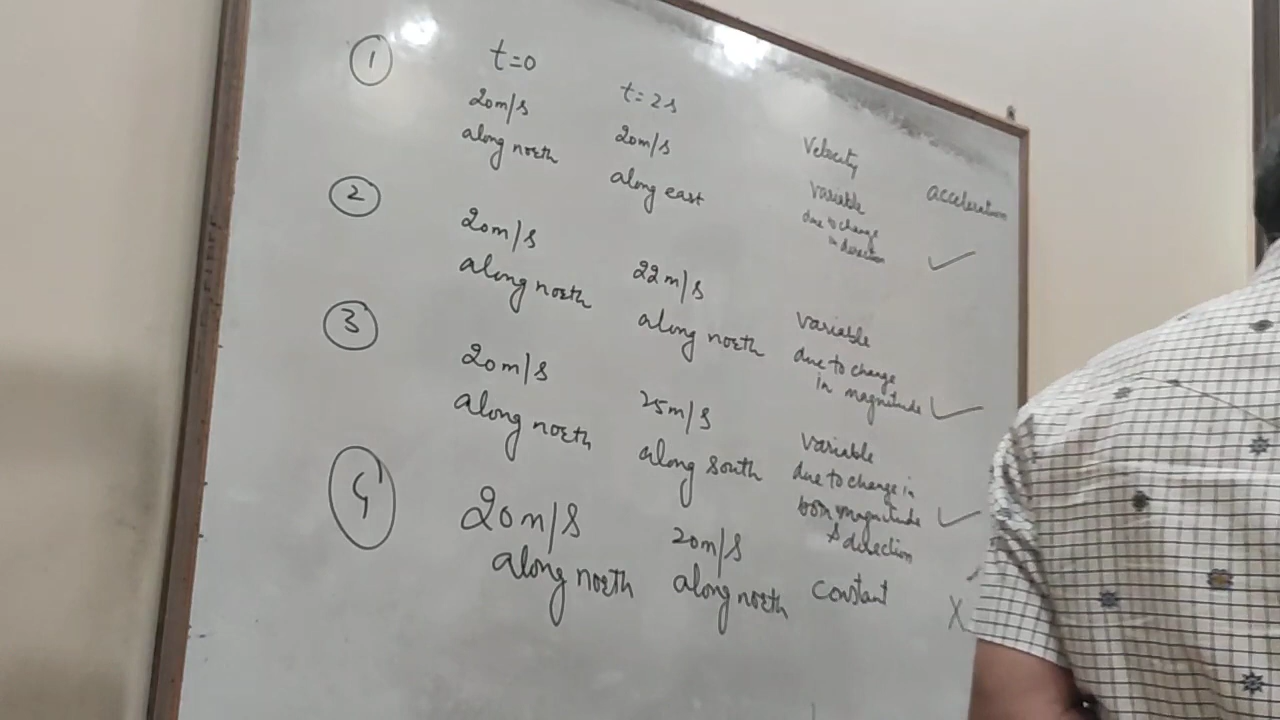 1 t=0 t=2s
20m/s 20m/s Velocity acceleration
along north along east variable
due to change
in direction ✓
2 20m/s 22m/s variable
along north along north due to change
in magnitude ✓
3 20m/s 25m/s variable
along north along south due to change in
both magnitude ✓
& direction
4 20m/s 20m/s constant X
along north along north